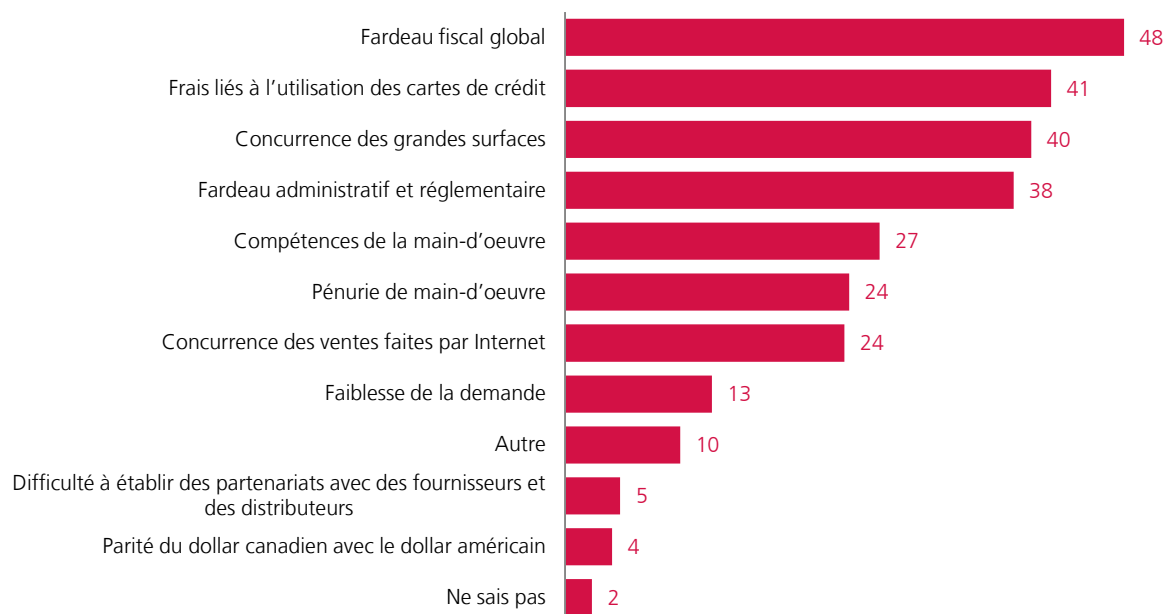 Fardeau fiscal global 48
Frais liés à l’utilisation des cartes de crédit 41
Concurrence des grandes surfaces 40
Fardeau administratif et réglementaire 38
Compétences de la main-d’oeuvre 27
Pénurie de main-d’oeuvre 24
Concurrence des ventes faites par Internet 24
Faiblesse de la demande 13
Autre 10
Difficulté à établir des partenariats avec des fournisseurs et
des distributeurs 5
Parité du dollar canadien avec le dollar américain 4
Ne sais pas 2